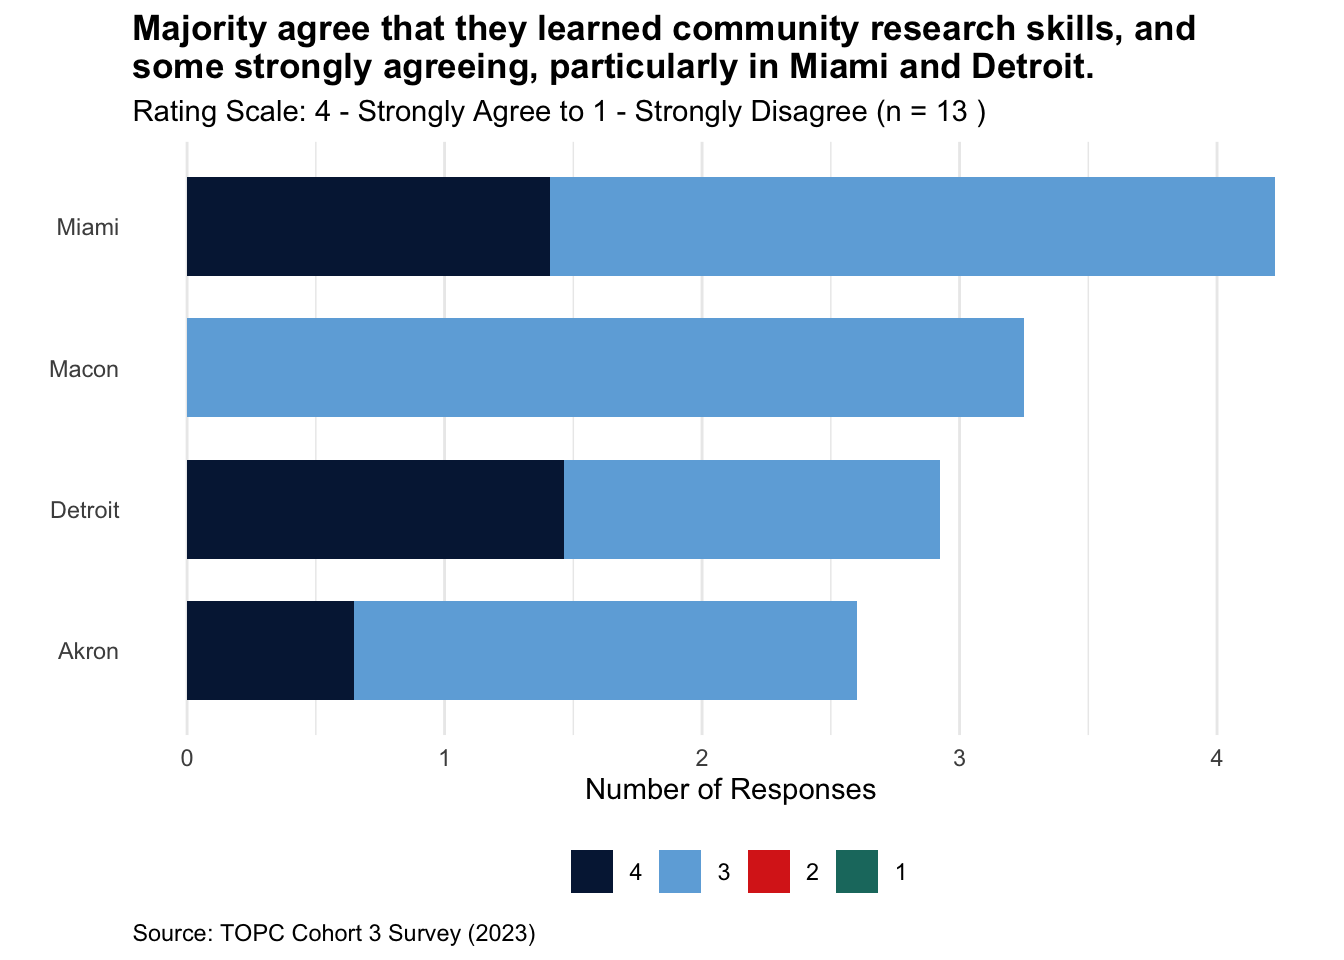 Majority agree that they learned community research skills, and
some strongly agreeing, particularly in Miami and Detroit.
Rating Scale: 4 - Strongly Agree to 1 - Strongly Disagree (n = 13 )
Miami
Macon
Detroit
Akron
0 1 2 3 4
Number of Responses
4 3 2 1
Source: TOPC Cohort 3 Survey (2023)